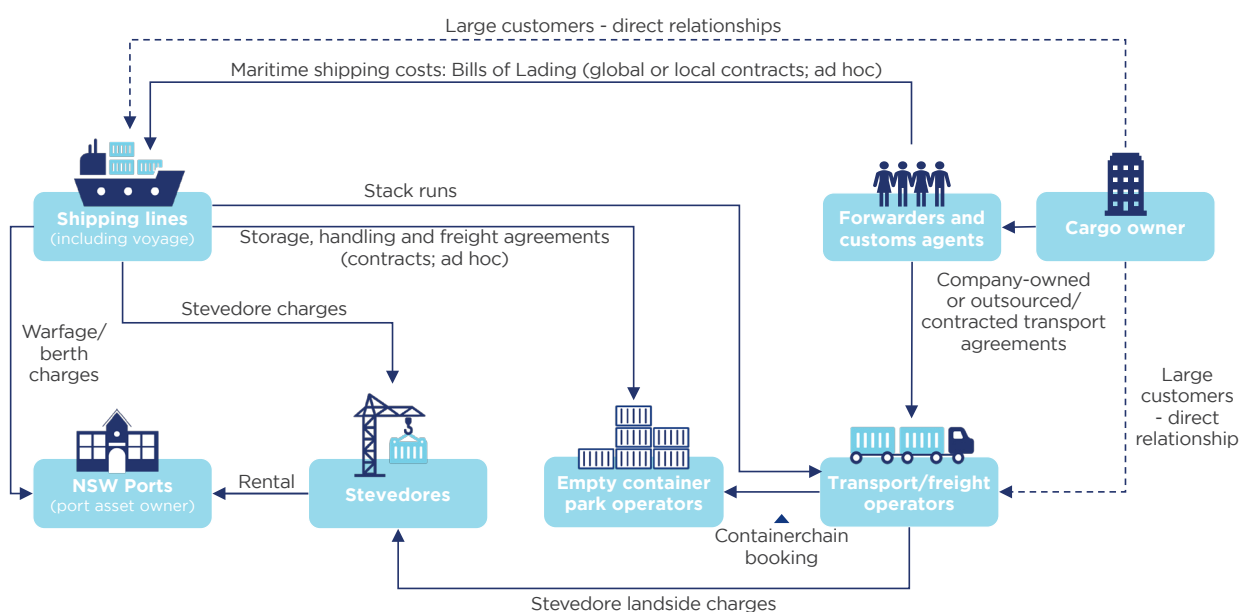 Large customers - direct relationships
Maritime shipping costs: Bills of Lading (global or local contracts; ad hoc)
Shipping lines
(including voyage)
Stack runs
Storage, handling and freight agreements
(contracts; ad hoc)
Forwarders and
customs agents
Cargo owner
Stevedore charges
Company-owned
or outsourced/
contracted transport
agreements
Warfage/
berth
charges
Large
customers
- direct
relationship
NSW Ports
(port asset owner)
Rental
Stevedores
Empty container
park operators
Transport/freight
operators
Containerchain
booking
Stevedore landside charges